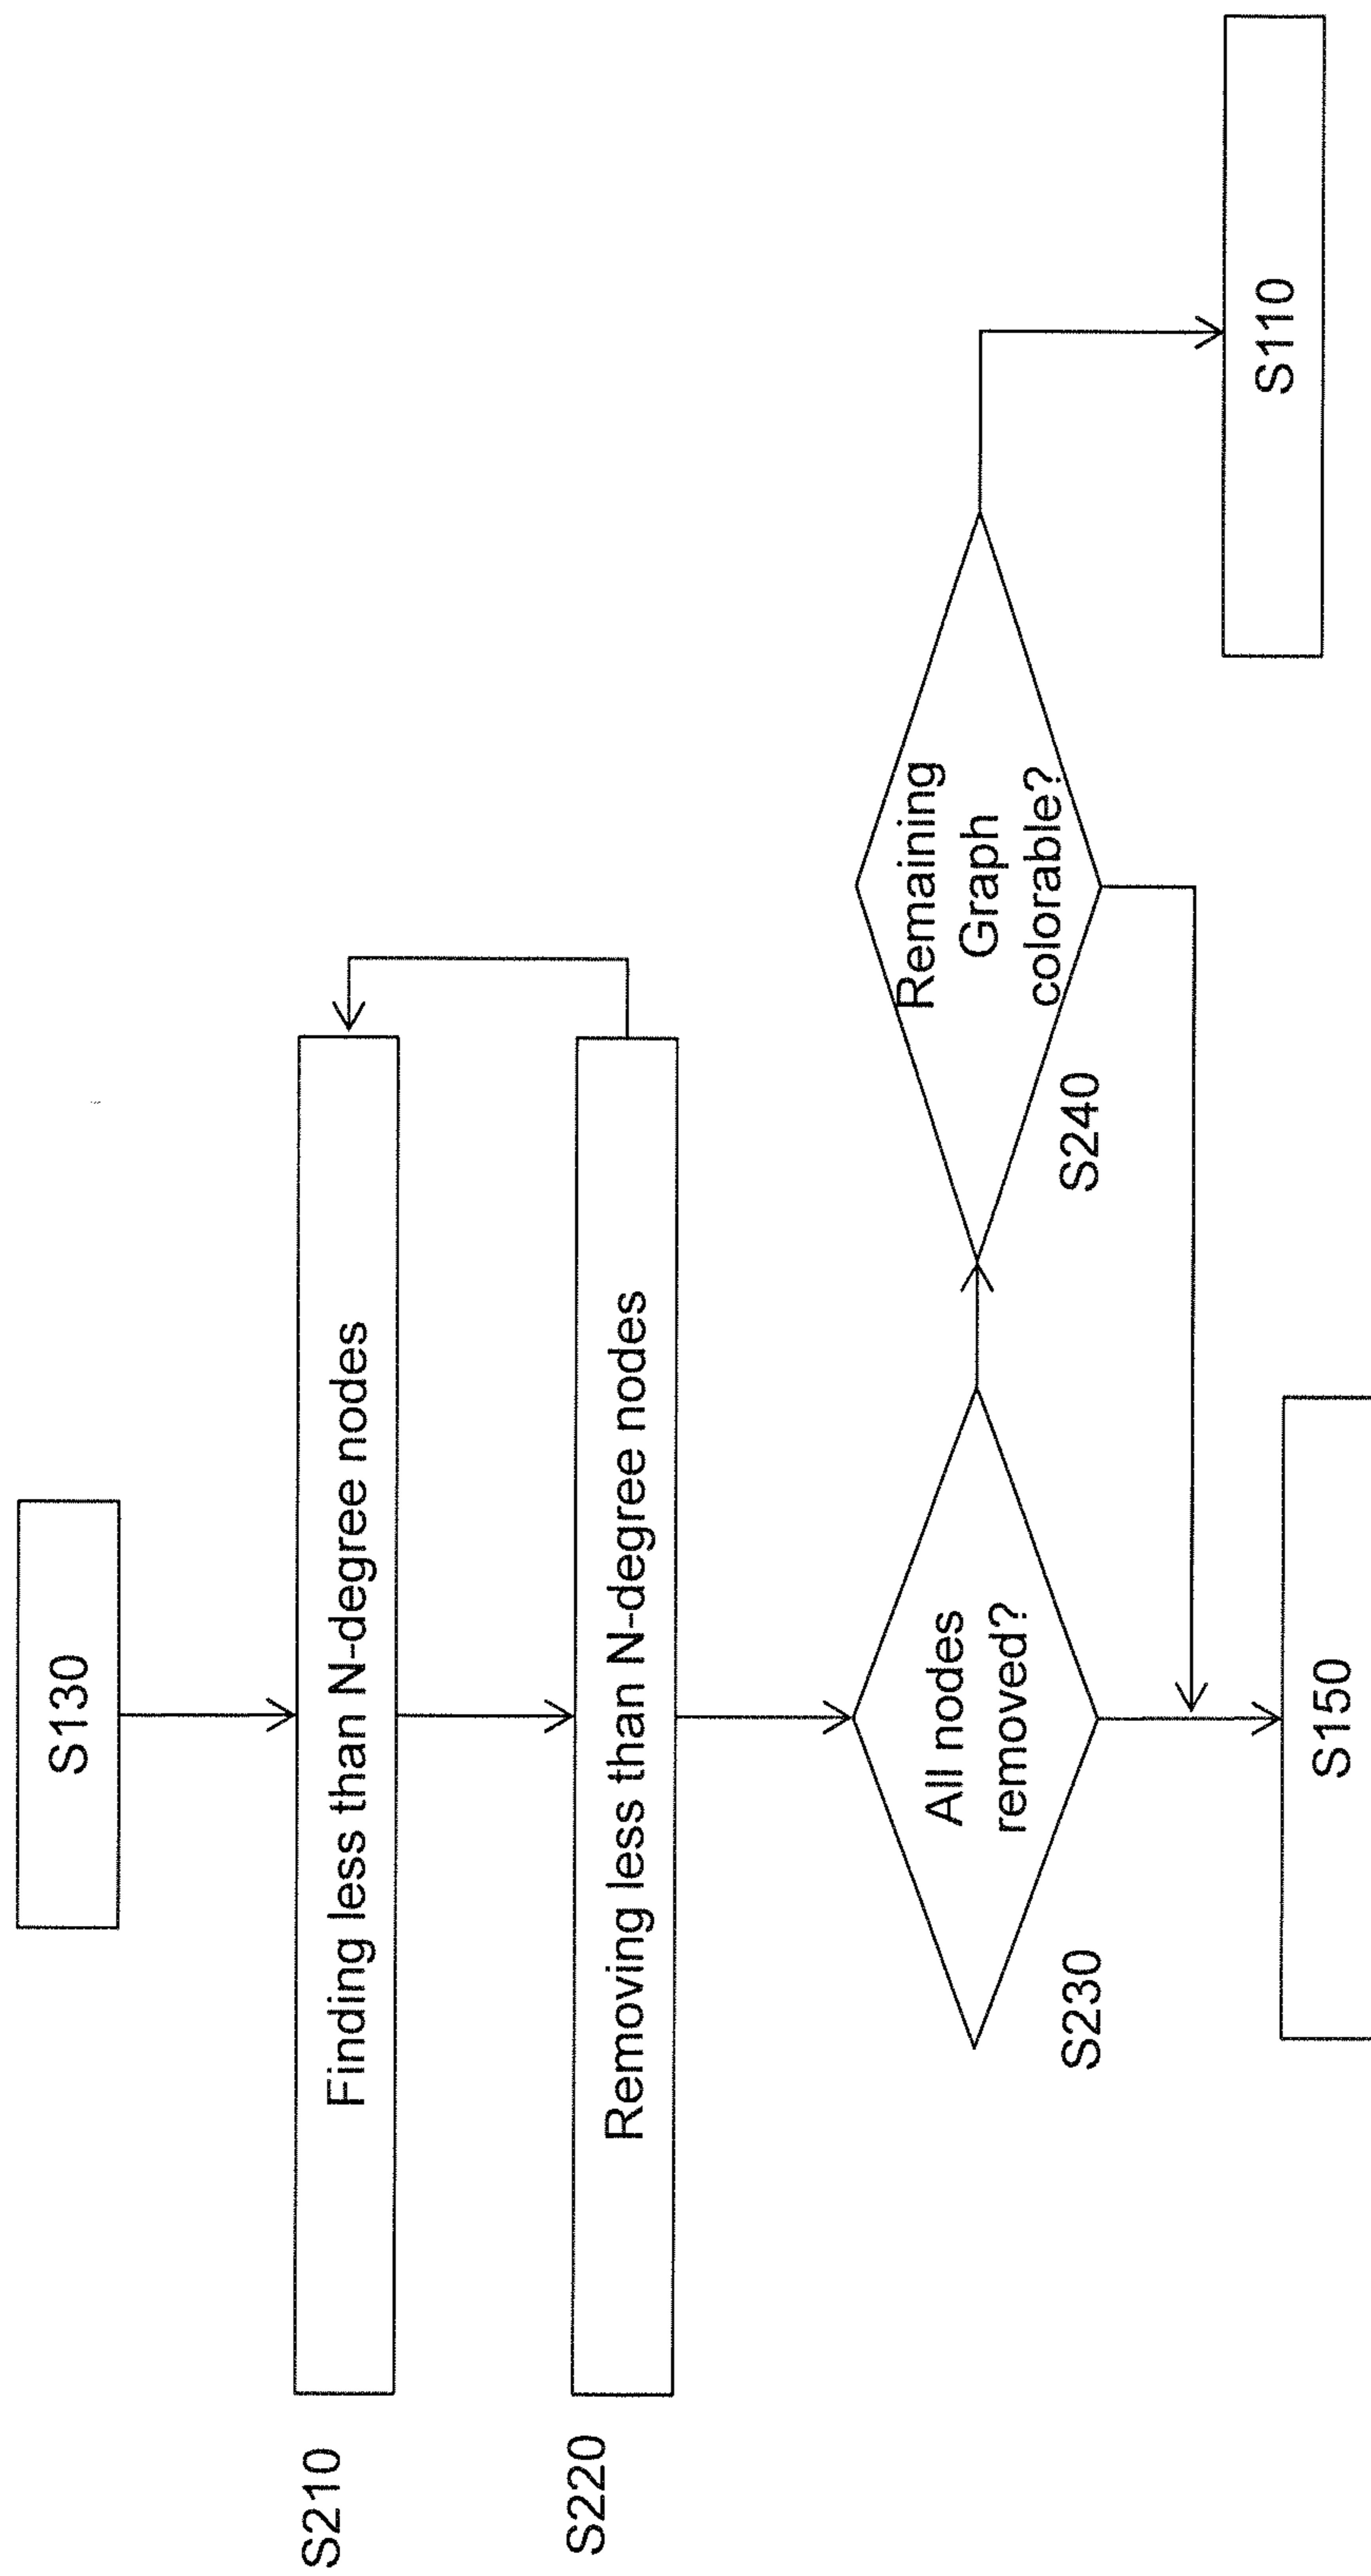 S130
S210
Finding less than N-degree nodes
S220
Removing less than N-degree nodes
All nodes
removed?
S230
Remaining
Graph
colorable?
S240
S150
S110